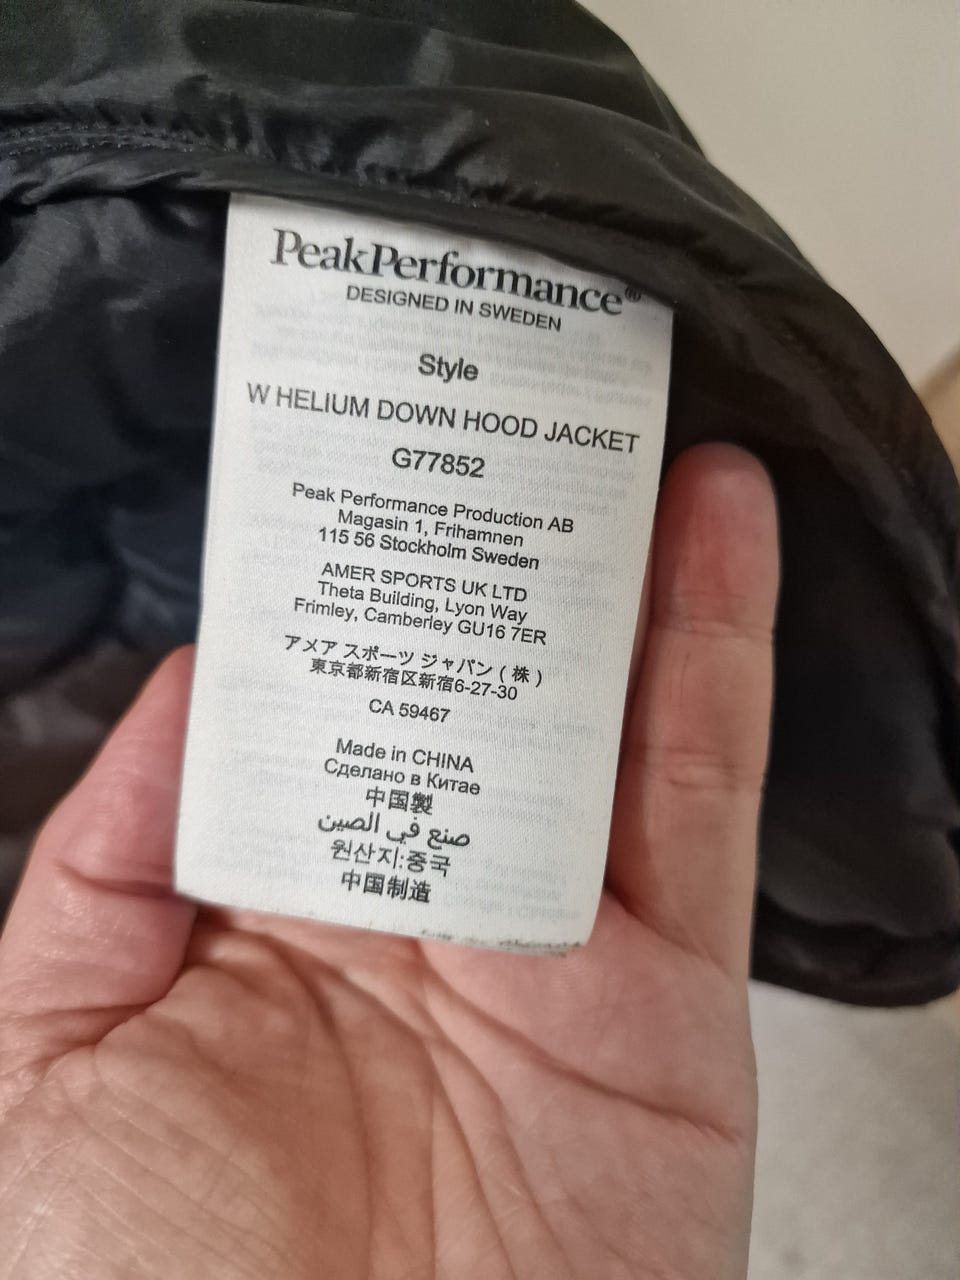 PeakPerformance®
DESIGNED IN SWEDEN
Style
W HELIUM DOWN HOOD JACKET
G77852
Peak Performance Production AB
Magasin 1, Frihamnen
115 56 Stockholm Sweden
AMER SPORTS UK LTD
Theta Building, Lyon Way
Frimley, Camberley GU16 7ER
アメア スポーツ ジャパン ( 株 )
東京都新宿区新宿6-27-30
CA 59467
Made in CHINA
Сделано в Китае
中国製
صنع في الصين
원산지:중국
中国制造